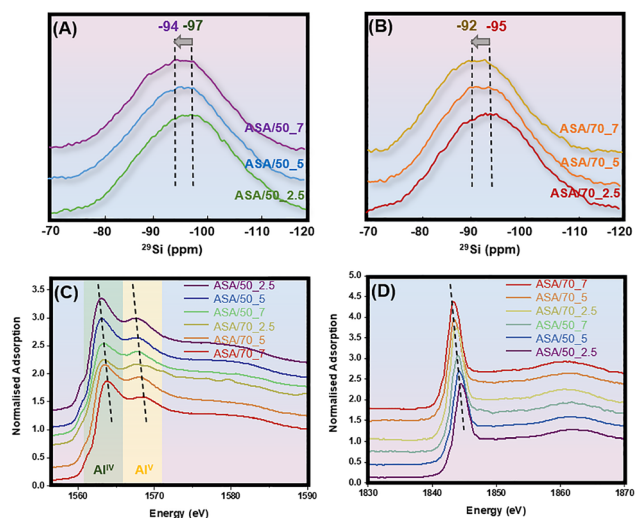 (A)
-94 -97
ASA/50_7
ASA/50_5
ASA/50_2.5
-70 -80 -90 -100 -110 -120
²⁹Si (ppm)
(B)
-92 -95
ASA/70_7
ASA/70_5
ASA/70_2.5
-70 -80 -90 -100 -110 -120
²⁹Si (ppm)
(C)
ASA/50_2.5
ASA/50_5
ASA/50_7
ASA/70_2.5
ASA/70_5
ASA/70_7
Normalised Adsorption
3.5
3.0
2.5
2.0
1.5
1.0
0.5
0.0
Alᴵⱽ Alⱽ
1560 1570 1580 1590
Energy (eV)
(D)
ASA/70_7
ASA/70_5
ASA/70_2.5
ASA/50_7
ASA/50_5
ASA/50_2.5
Normalised Adsorption
5.0
4.5
4.0
3.5
3.0
2.5
2.0
1.5
1.0
0.5
0.0
1830 1840 1850 1860 1870
Energy (eV)